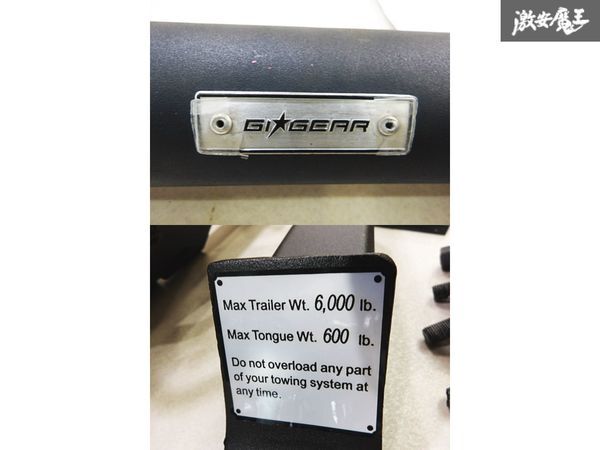 激安魔王
GI★GEAR
Max Trailer Wt. 6,000 lb.
Max Tongue Wt. 600 lb.
Do not overload any part
of your towing system at
any time.